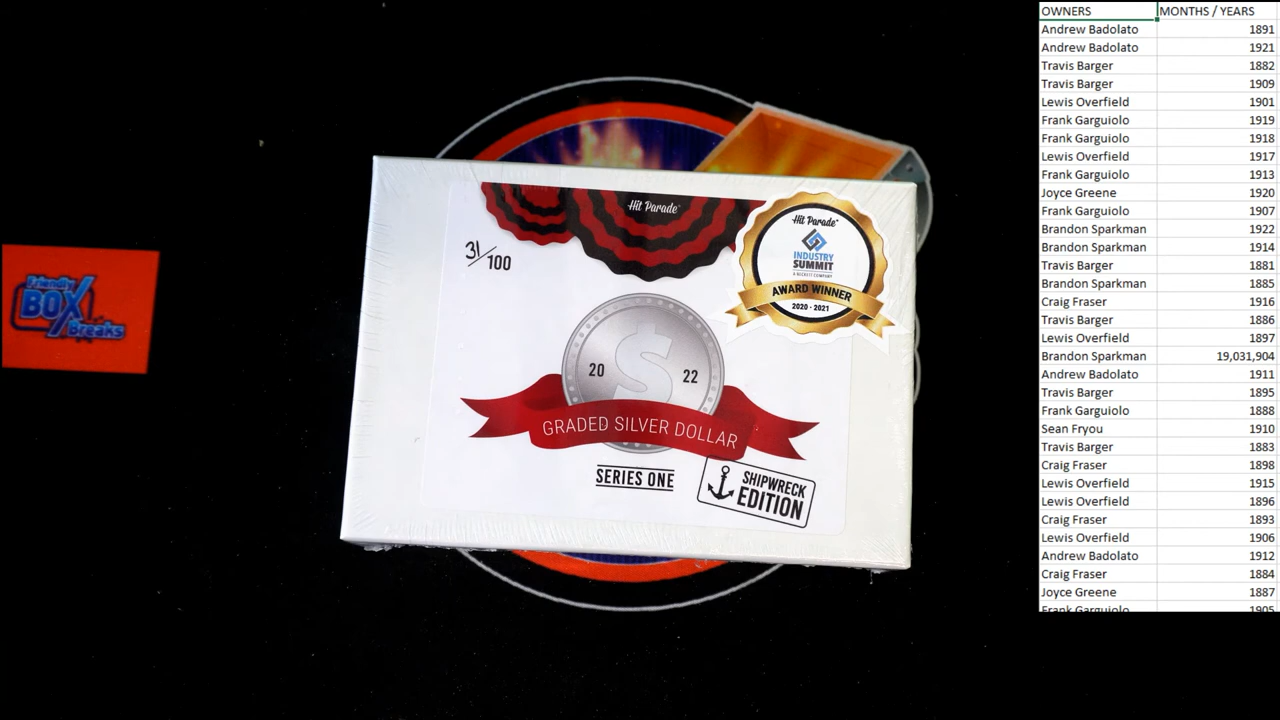 Friendly
BOX
Breaks
Hit Parade
31/100
Hit Parade
INDUSTRY
SUMMIT
A BECKETT COMPANY
AWARD WINNER
2020 - 2021
20 22
GRADED SILVER DOLLAR
SERIES ONE
SHIPWRECK
EDITION
OWNERS MONTHS / YEARS
Andrew Badolato 1891
Andrew Badolato 1921
Travis Barger 1882
Travis Barger 1909
Lewis Overfield 1901
Frank Garguiolo 1919
Frank Garguiolo 1918
Lewis Overfield 1917
Frank Garguiolo 1913
Joyce Greene 1920
Frank Garguiolo 1907
Brandon Sparkman 1922
Brandon Sparkman 1914
Travis Barger 1881
Brandon Sparkman 1885
Craig Fraser 1916
Travis Barger 1886
Lewis Overfield 1897
Brandon Sparkman 19,031,904
Andrew Badolato 1911
Travis Barger 1895
Frank Garguiolo 1888
Sean Fryou 1910
Travis Barger 1883
Craig Fraser 1898
Lewis Overfield 1915
Lewis Overfield 1896
Craig Fraser 1893
Lewis Overfield 1906
Andrew Badolato 1912
Craig Fraser 1884
Joyce Greene 1887
Frank Garguiolo 1905